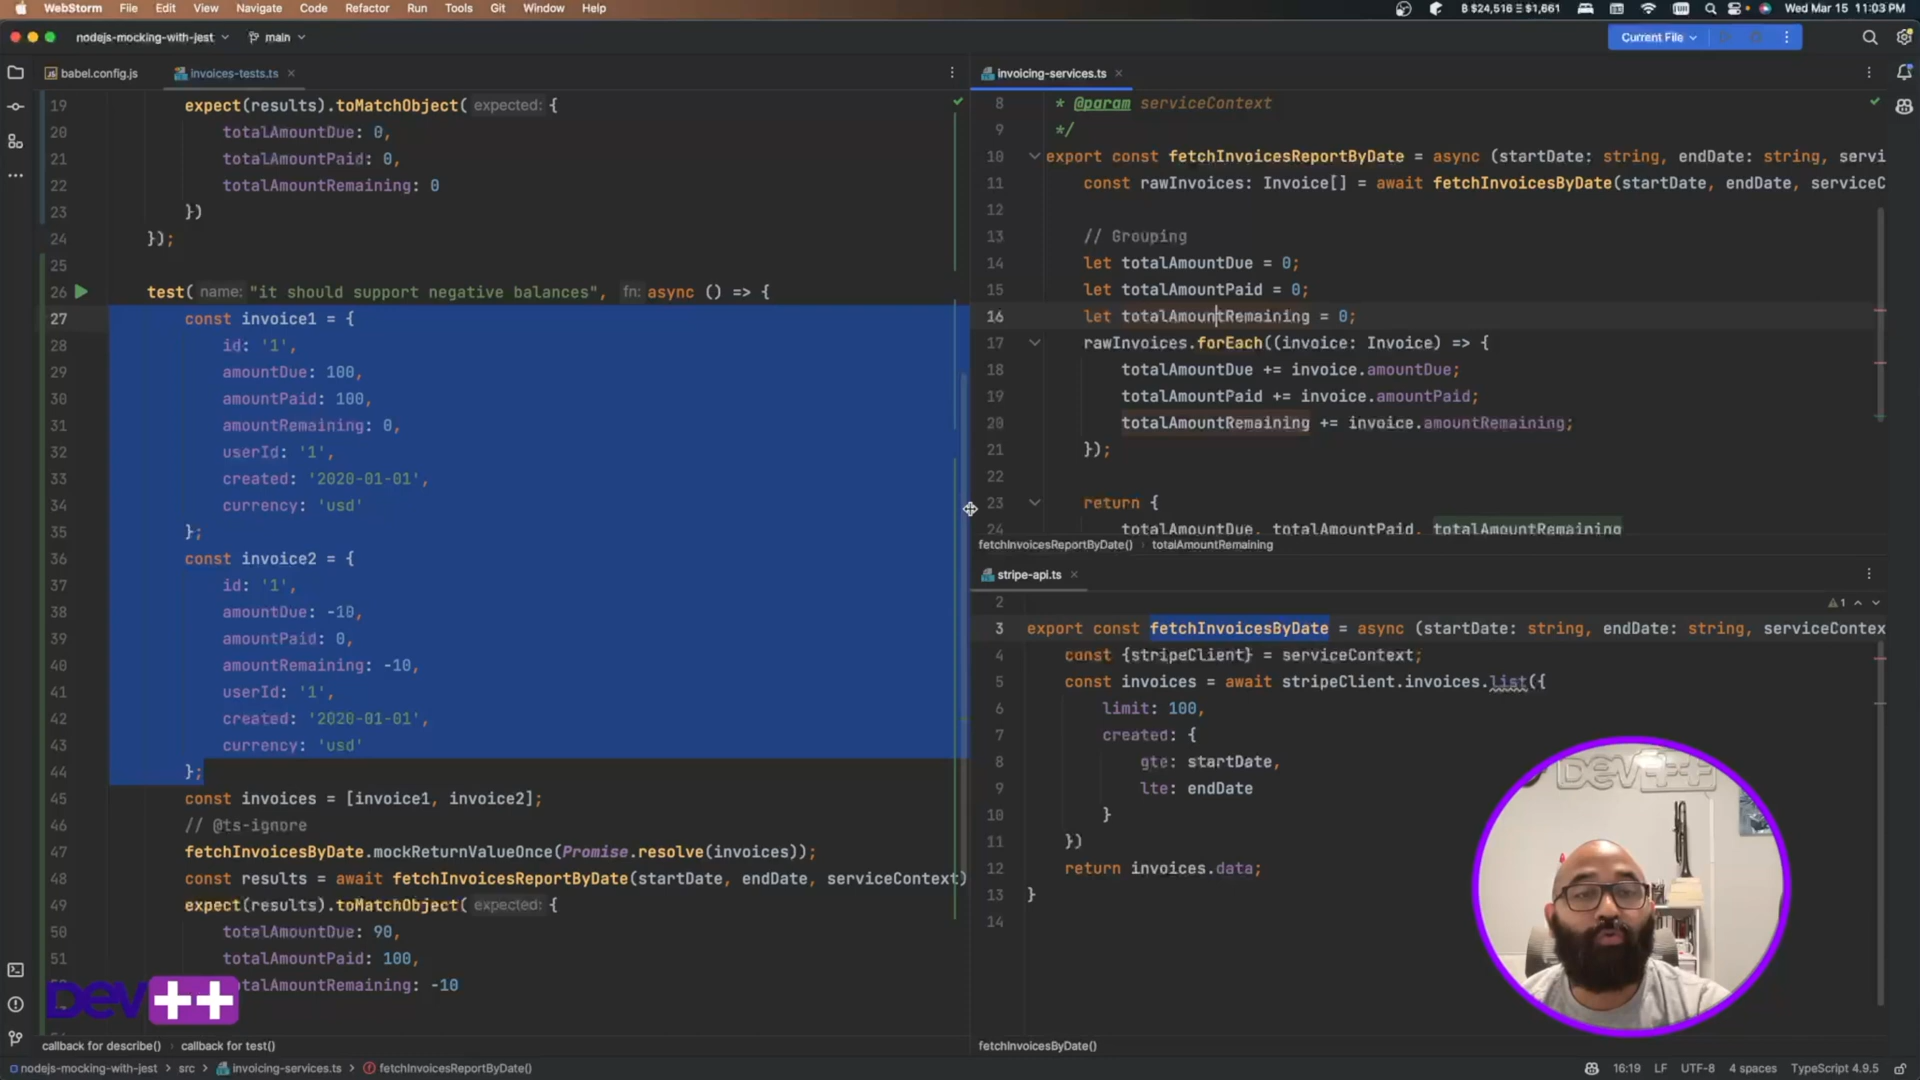 WebStorm File Edit View Navigate Code Refactor Run Tools Git Window Help
$24,516 $1,661 Wed Mar 15 11:03 PM
nodejs-mocking-with-jest main Current File
babel.config.js invoices-tests.ts
19 expect(results).toMatchObject( expected: {
20 totalAmountDue: 0,
21 totalAmountPaid: 0,
22 totalAmountRemaining: 0
23 })
24 });
25
26 test( name: "it should support negative balances", fn: async () => {
27 const invoice1 = {
28 id: '1',
29 amountDue: 100,
30 amountPaid: 100,
31 amountRemaining: 0,
32 userId: '1',
33 created: '2020-01-01',
34 currency: 'usd'
35 };
36 const invoice2 = {
37 id: '1',
38 amountDue: -10,
39 amountPaid: 0,
40 amountRemaining: -10,
41 userId: '1',
42 created: '2020-01-01',
43 currency: 'usd'
44 };
45 const invoices = [invoice1, invoice2];
46 // @ts-ignore
47 fetchInvoicesByDate.mockReturnValueOnce(Promise.resolve(invoices));
48 const results = await fetchInvoicesReportByDate(startDate, endDate, serviceContext)
49 expect(results).toMatchObject( expected: {
50 totalAmountDue: 90,
51 totalAmountPaid: 100,
totalAmountRemaining: -10
Dev ++
callback for describe() callback for test()
invoicing-services.ts
8 * @param serviceContext
9 */
10 export const fetchInvoicesReportByDate = async (startDate: string, endDate: string, servi
11 const rawInvoices: Invoice[] = await fetchInvoicesByDate(startDate, endDate, serviceC
12
13 // Grouping
14 let totalAmountDue = 0;
15 let totalAmountPaid = 0;
16 let totalAmountRemaining = 0;
17 rawInvoices.forEach((invoice: Invoice) => {
18 totalAmountDue += invoice.amountDue;
19 totalAmountPaid += invoice.amountPaid;
20 totalAmountRemaining += invoice.amountRemaining;
21 });
22
23 return {
24 totalAmountDue, totalAmountPaid, totalAmountRemaining
fetchInvoicesReportByDate() totalAmountRemaining
stripe-api.ts
2 1
3 export const fetchInvoicesByDate = async (startDate: string, endDate: string, serviceContex
4 const {stripeClient} = serviceContext;
5 const invoices = await stripeClient.invoices.list({
6 limit: 100,
7 created: {
8 gte: startDate,
9 lte: endDate
10 }
11 })
12 return invoices.data;
13 }
14
DEV++
fetchInvoicesByDate()
nodejs-mocking-with-jest src invoicing-services.ts fetchInvoicesReportByDate() 16:19 LF UTF-8 4 spaces TypeScript 4.9.5